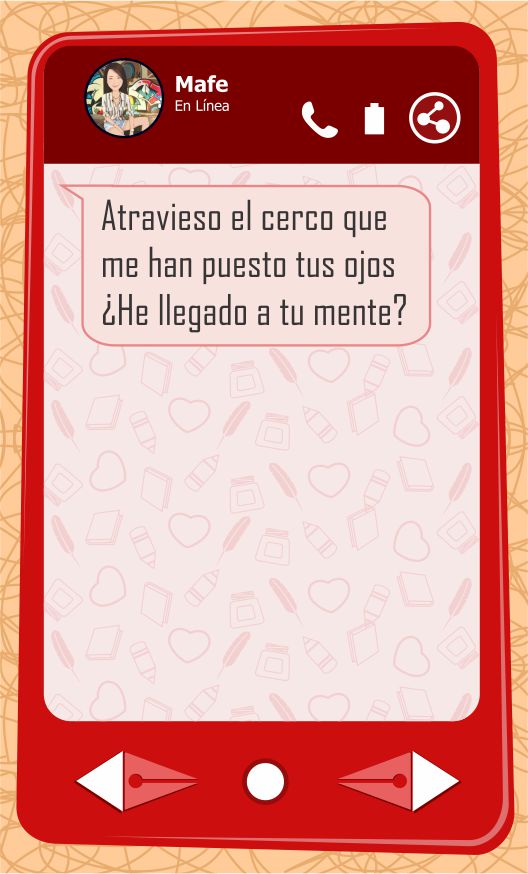 Mafe
En Línea
Atravieso el cerco que
me han puesto tus ojos
¿He llegado a tu mente?